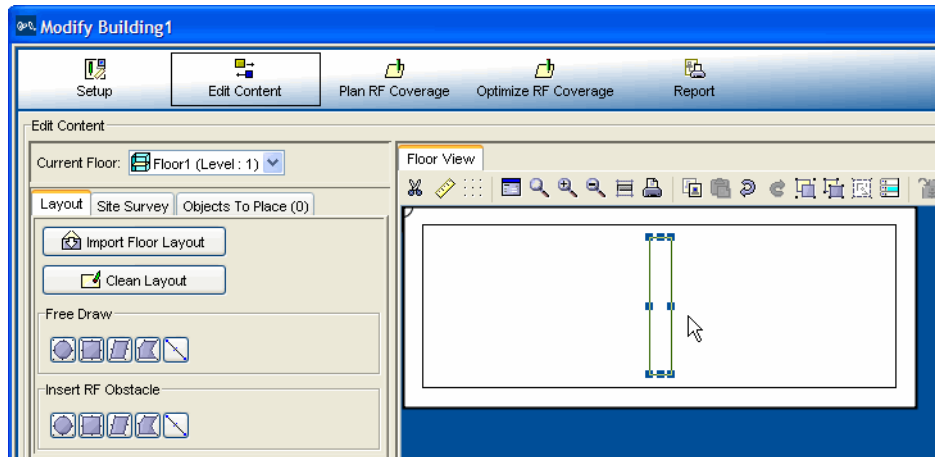 Modify Building1
Setup
Edit Content
Plan RF Coverage
Optimize RF Coverage
Report
Edit Content
Current Floor: Floor1 (Level : 1)
Floor View
Layout
Site Survey
Objects To Place (0)
Import Floor Layout
Clean Layout
Free Draw
Insert RF Obstacle